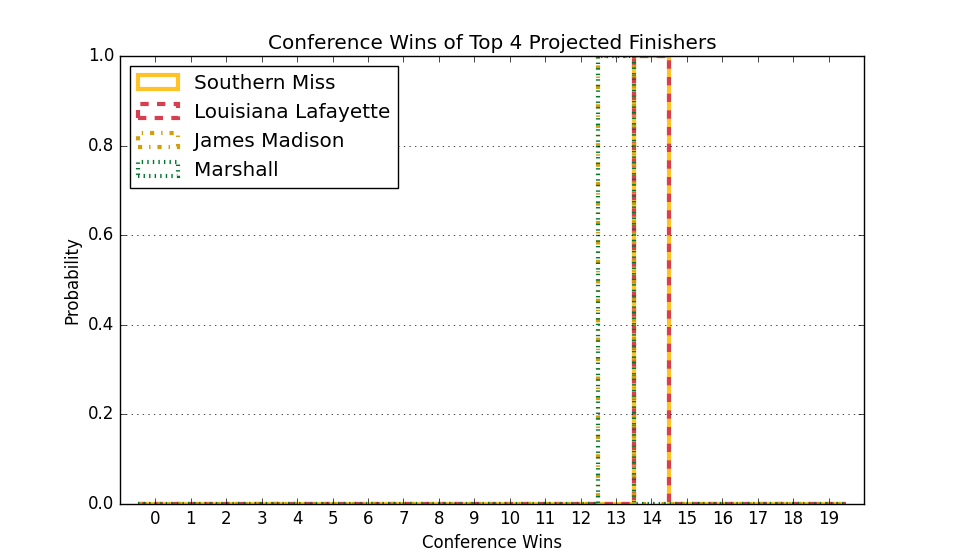 Conference Wins of Top 4 Projected Finishers
1.0
Southern Miss
Louisiana Lafayette
James Madison
Marshall
0.8
0.6
Probability
0.4
0.2
0.0
0 1 2 3 4 5 6 7 8 9 10 11 12 13 14 15 16 17 18 19
Conference Wins